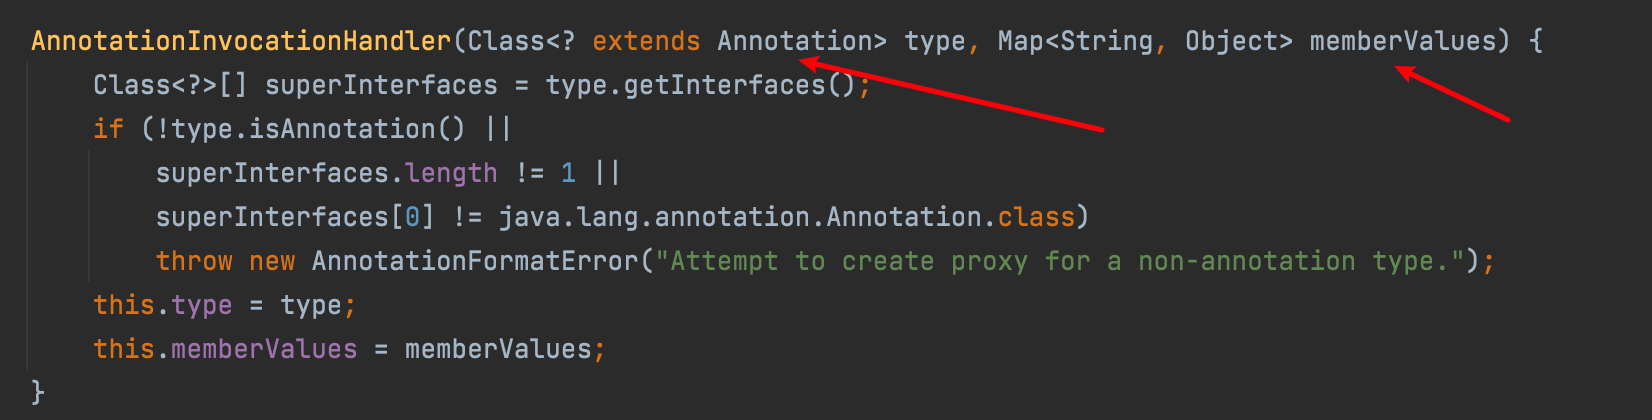 AnnotationInvocationHandler(Class<? extends Annotation> type, Map<String, Object> memberValues) {
    Class<?>[] superInterfaces = type.getInterfaces();
    if (!type.isAnnotation() ||
        superInterfaces.length != 1 ||
        superInterfaces[0] != java.lang.annotation.Annotation.class)
        throw new AnnotationFormatError("Attempt to create proxy for a non-annotation type.");
    this.type = type;
    this.memberValues = memberValues;
}